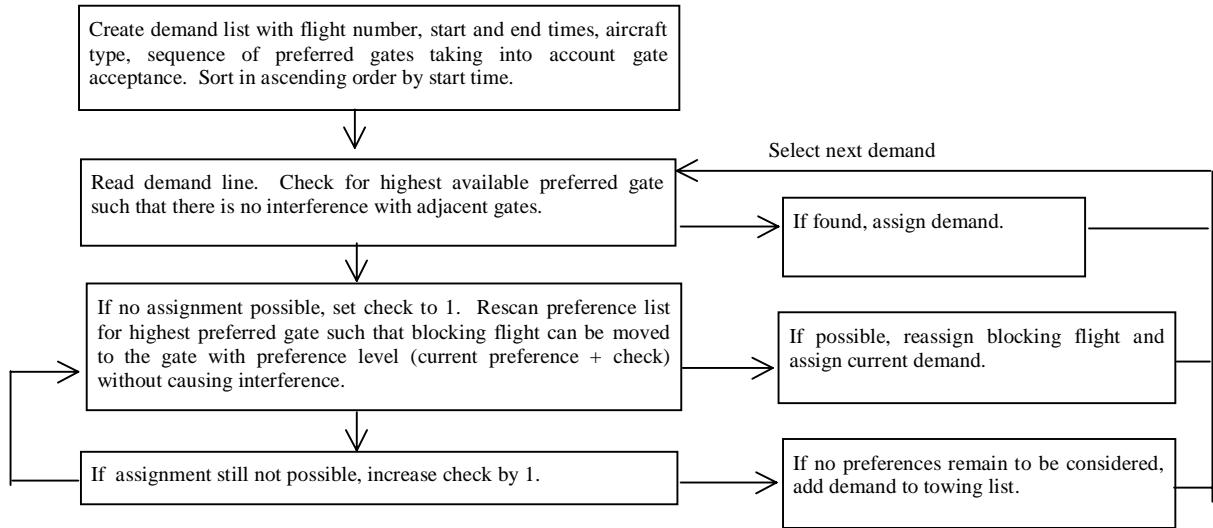 Create demand list with flight number, start and end times, aircraft
type, sequence of preferred gates taking into account gate
acceptance. Sort in ascending order by start time.
Select next demand
Read demand line. Check for highest available preferred gate
such that there is no interference with adjacent gates.
If found, assign demand.
If no assignment possible, set check to 1. Rescan preference list
for highest preferred gate such that blocking flight can be moved
to the gate with preference level (current preference + check)
without causing interference.
If possible, reassign blocking flight and
assign current demand.
If assignment still not possible, increase check by 1.
If no preferences remain to be considered,
add demand to towing list.